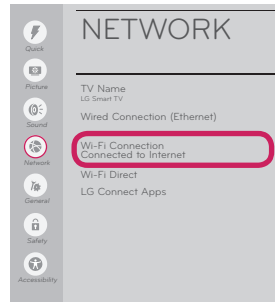 NETWORK
Quick
Picture
Sound
Network
General
Safety
Accessibility
TV Name
LG Smart TV
Wired Connection (Ethernet)
Wi-Fi Connection
Connected to Internet
Wi-Fi Direct
LG Connect Apps